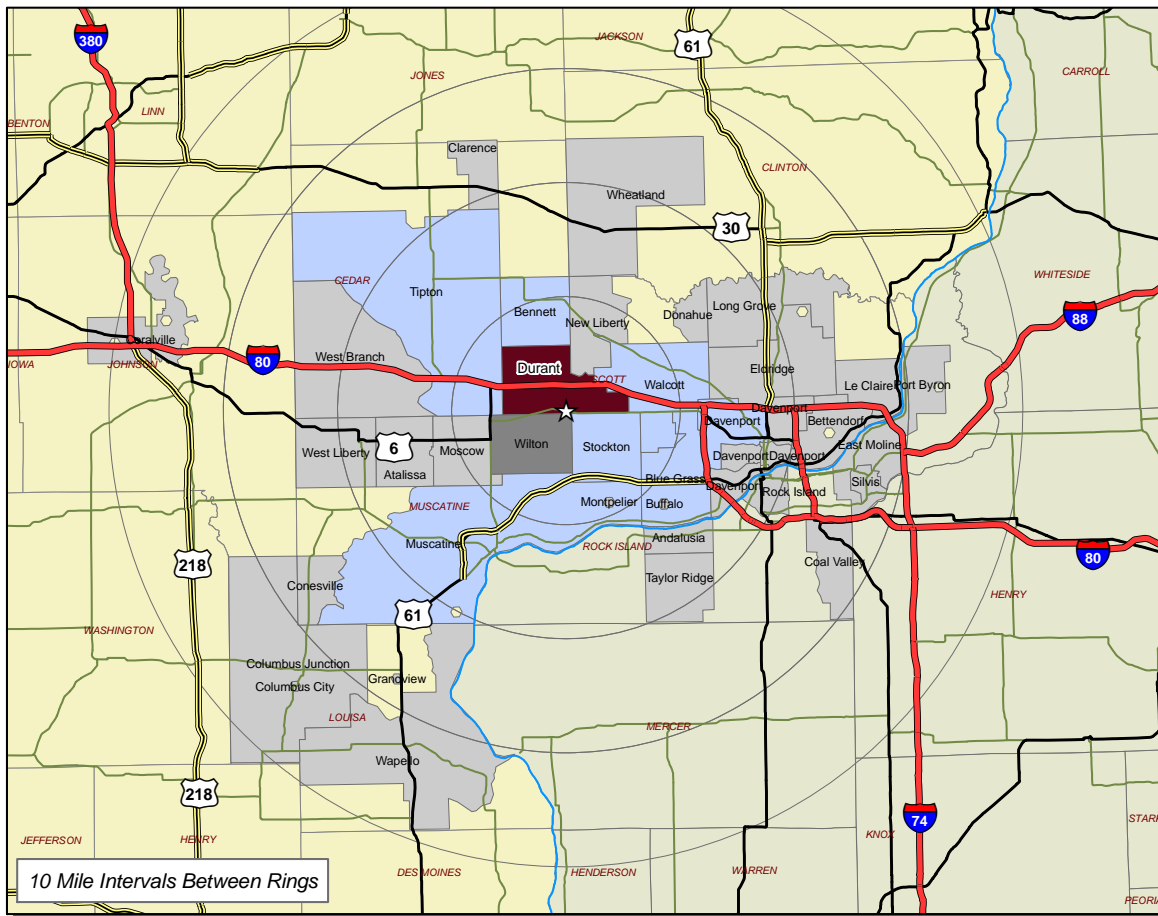 380
61
JACKSON
JONES
CARROLL
LINN
BENTON
Clarence
CLINTON
Wheatland
30
WHITESIDE
CEDAR
Tipton
Bennett
New Liberty
Donahue
Long Grove
88
Coralville
IOWA
JOHNSON
80
West Branch
Durant
SCOTT
Walcott
Eldridge
Le Claire
Port Byron
Davenport
Davenport
Bettendorf
6
West Liberty
Atalissa
Moscow
Wilton
Stockton
East Moline
Davenport
Davenport
Blue Grass
Davenport
Rock Island
Silvis
MUSCATINE
Montpelier
Buffalo
Muscatine
ROCK ISLAND
Andalusia
80
218
Coal Valley
Conesville
Taylor Ridge
HENRY
61
WASHINGTON
Columbus Junction
Columbus City
Grandview
LOUISA
MERCER
Wapello
218
74
JEFFERSON
HENRY
KNOX
STAR
10 Mile Intervals Between Rings
DES MOINES
HENDERSON
WARREN
PEORI